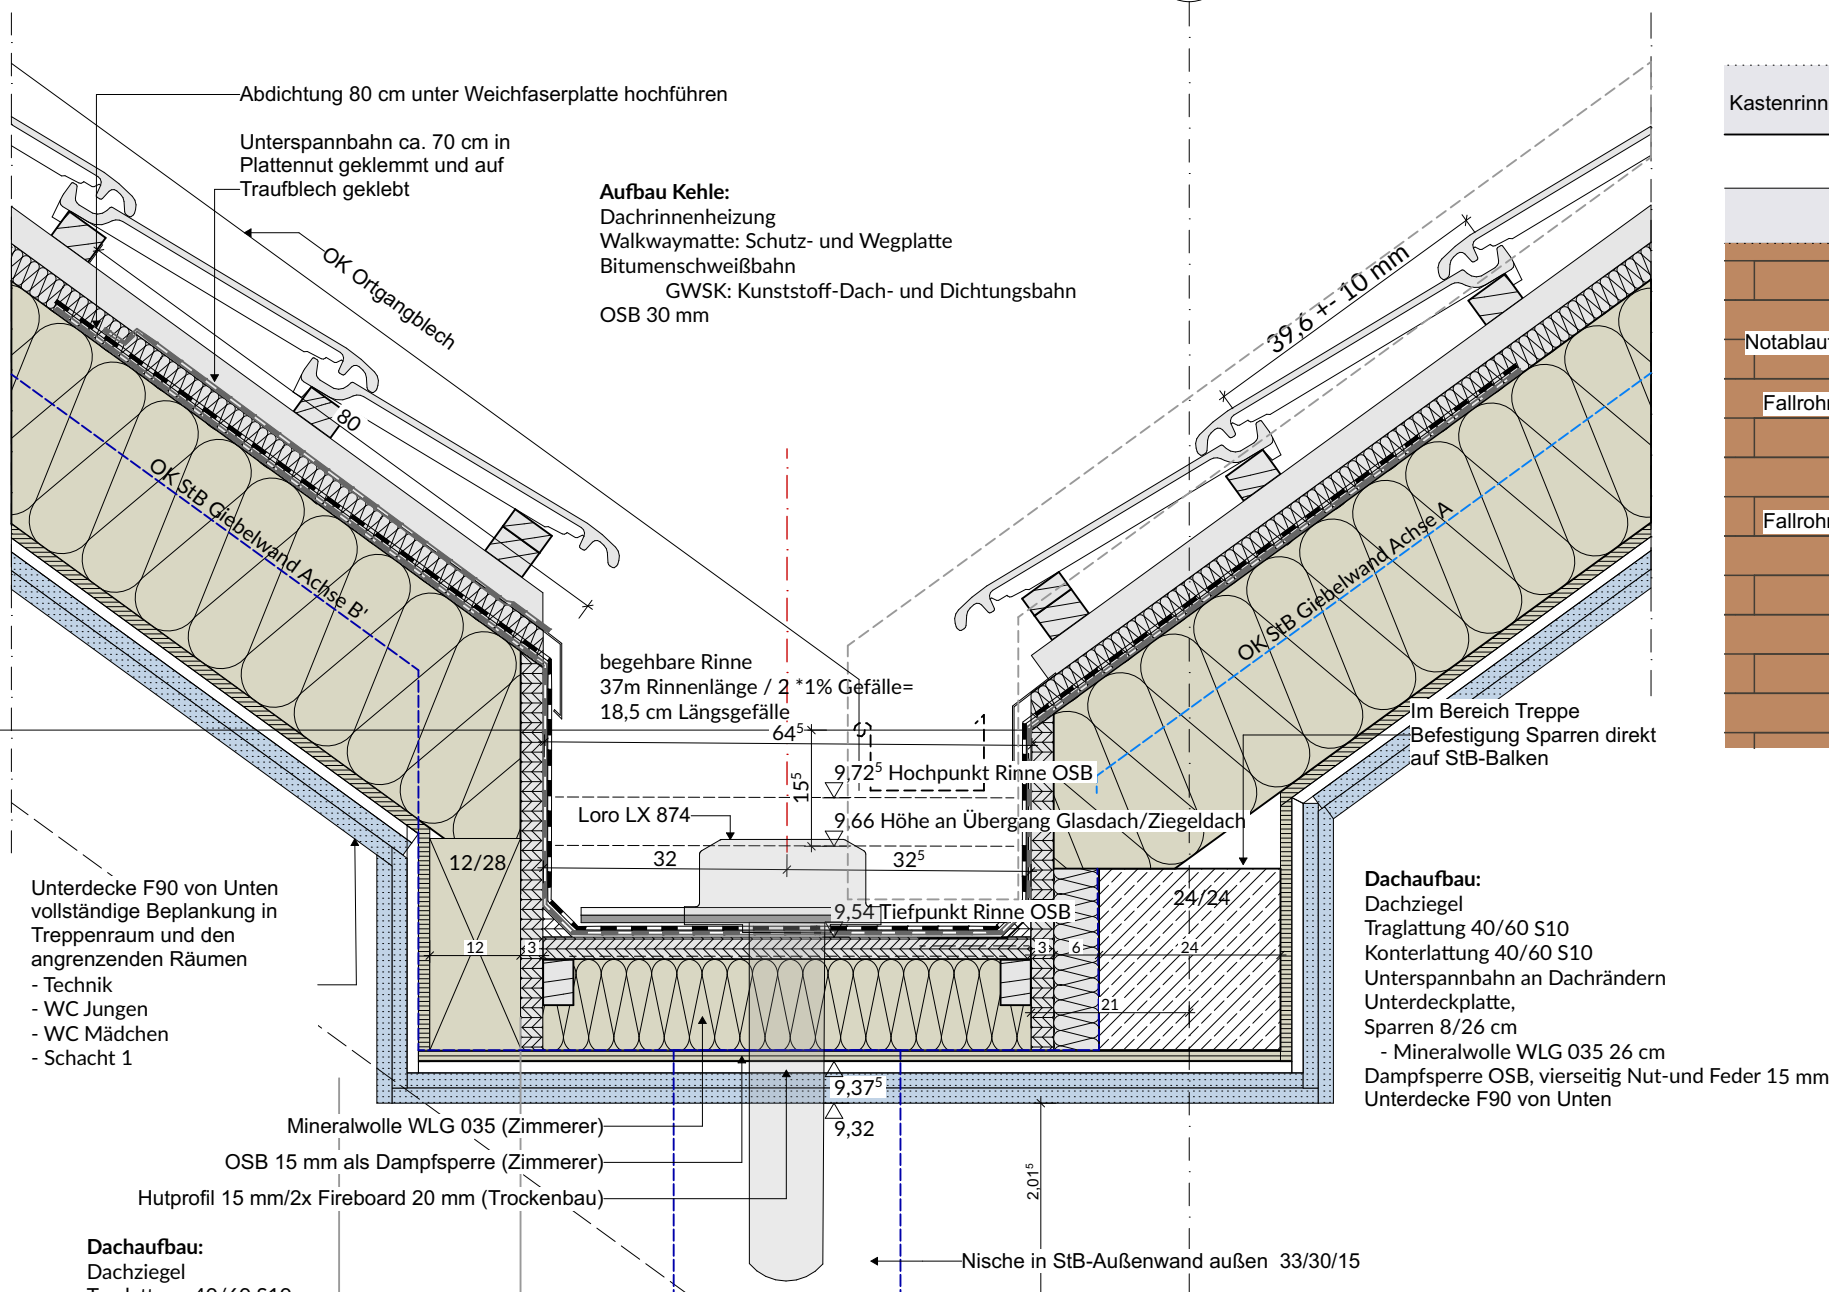 Abdichtung 80 cm unter Weichfaserplatte hochführen
Unterspannbahn ca. 70 cm in
Plattennut geklemmt und auf
Traufblech geklebt
OK Ortgangblech
Aufbau Kehle:
Dachrinnenheizung
Walkwaymatte: Schutz- und Wegplatte
Bitumenschweißbahn
GWSK: Kunststoff-Dach- und Dichtungsbahn
OSB 30 mm
39,6 +- 10 mm
Kastenrinn
Notablauf
Fallrohr
Fallrohr
80
OK StB Giebelwand Achse B'
OK StB Giebelwand Achse A
begehbare Rinne
37m Rinnenlänge / 2 *1% Gefälle=
18,5 cm Längsgefälle
64⁵
15⁵
9,72⁵ Hochpunkt Rinne OSB
Loro LX 874
9,66 Höhe an Übergang Glasdach/Ziegeldach
32
32⁵
9,54 Tiefpunkt Rinne OSB
Im Bereich Treppe
Befestigung Sparren direkt
auf StB-Balken
12/28
24/24
12
3
3
6
24
21
Unterdecke F90 von Unten
vollständige Beplankung in
Treppenraum und den
angrenzenden Räumen
- Technik
- WC Jungen
- WC Mädchen
- Schacht 1
Dachaufbau:
Dachziegel
Traglattung 40/60 S10
Konterlattung 40/60 S10
Unterspannbahn an Dachrändern
Unterdeckplatte,
Sparren 8/26 cm
- Mineralwolle WLG 035 26 cm
Dampfsperre OSB, vierseitig Nut-und Feder 15 mm
Unterdecke F90 von Unten
9,37⁵
9,32
Mineralwolle WLG 035 (Zimmerer)
OSB 15 mm als Dampfsperre (Zimmerer)
Hutprofil 15 mm/2x Fireboard 20 mm (Trockenbau)
2,01⁵
Nische in StB-Außenwand außen 33/30/15
Dachaufbau:
Dachziegel
Traglattung 40/60 S10